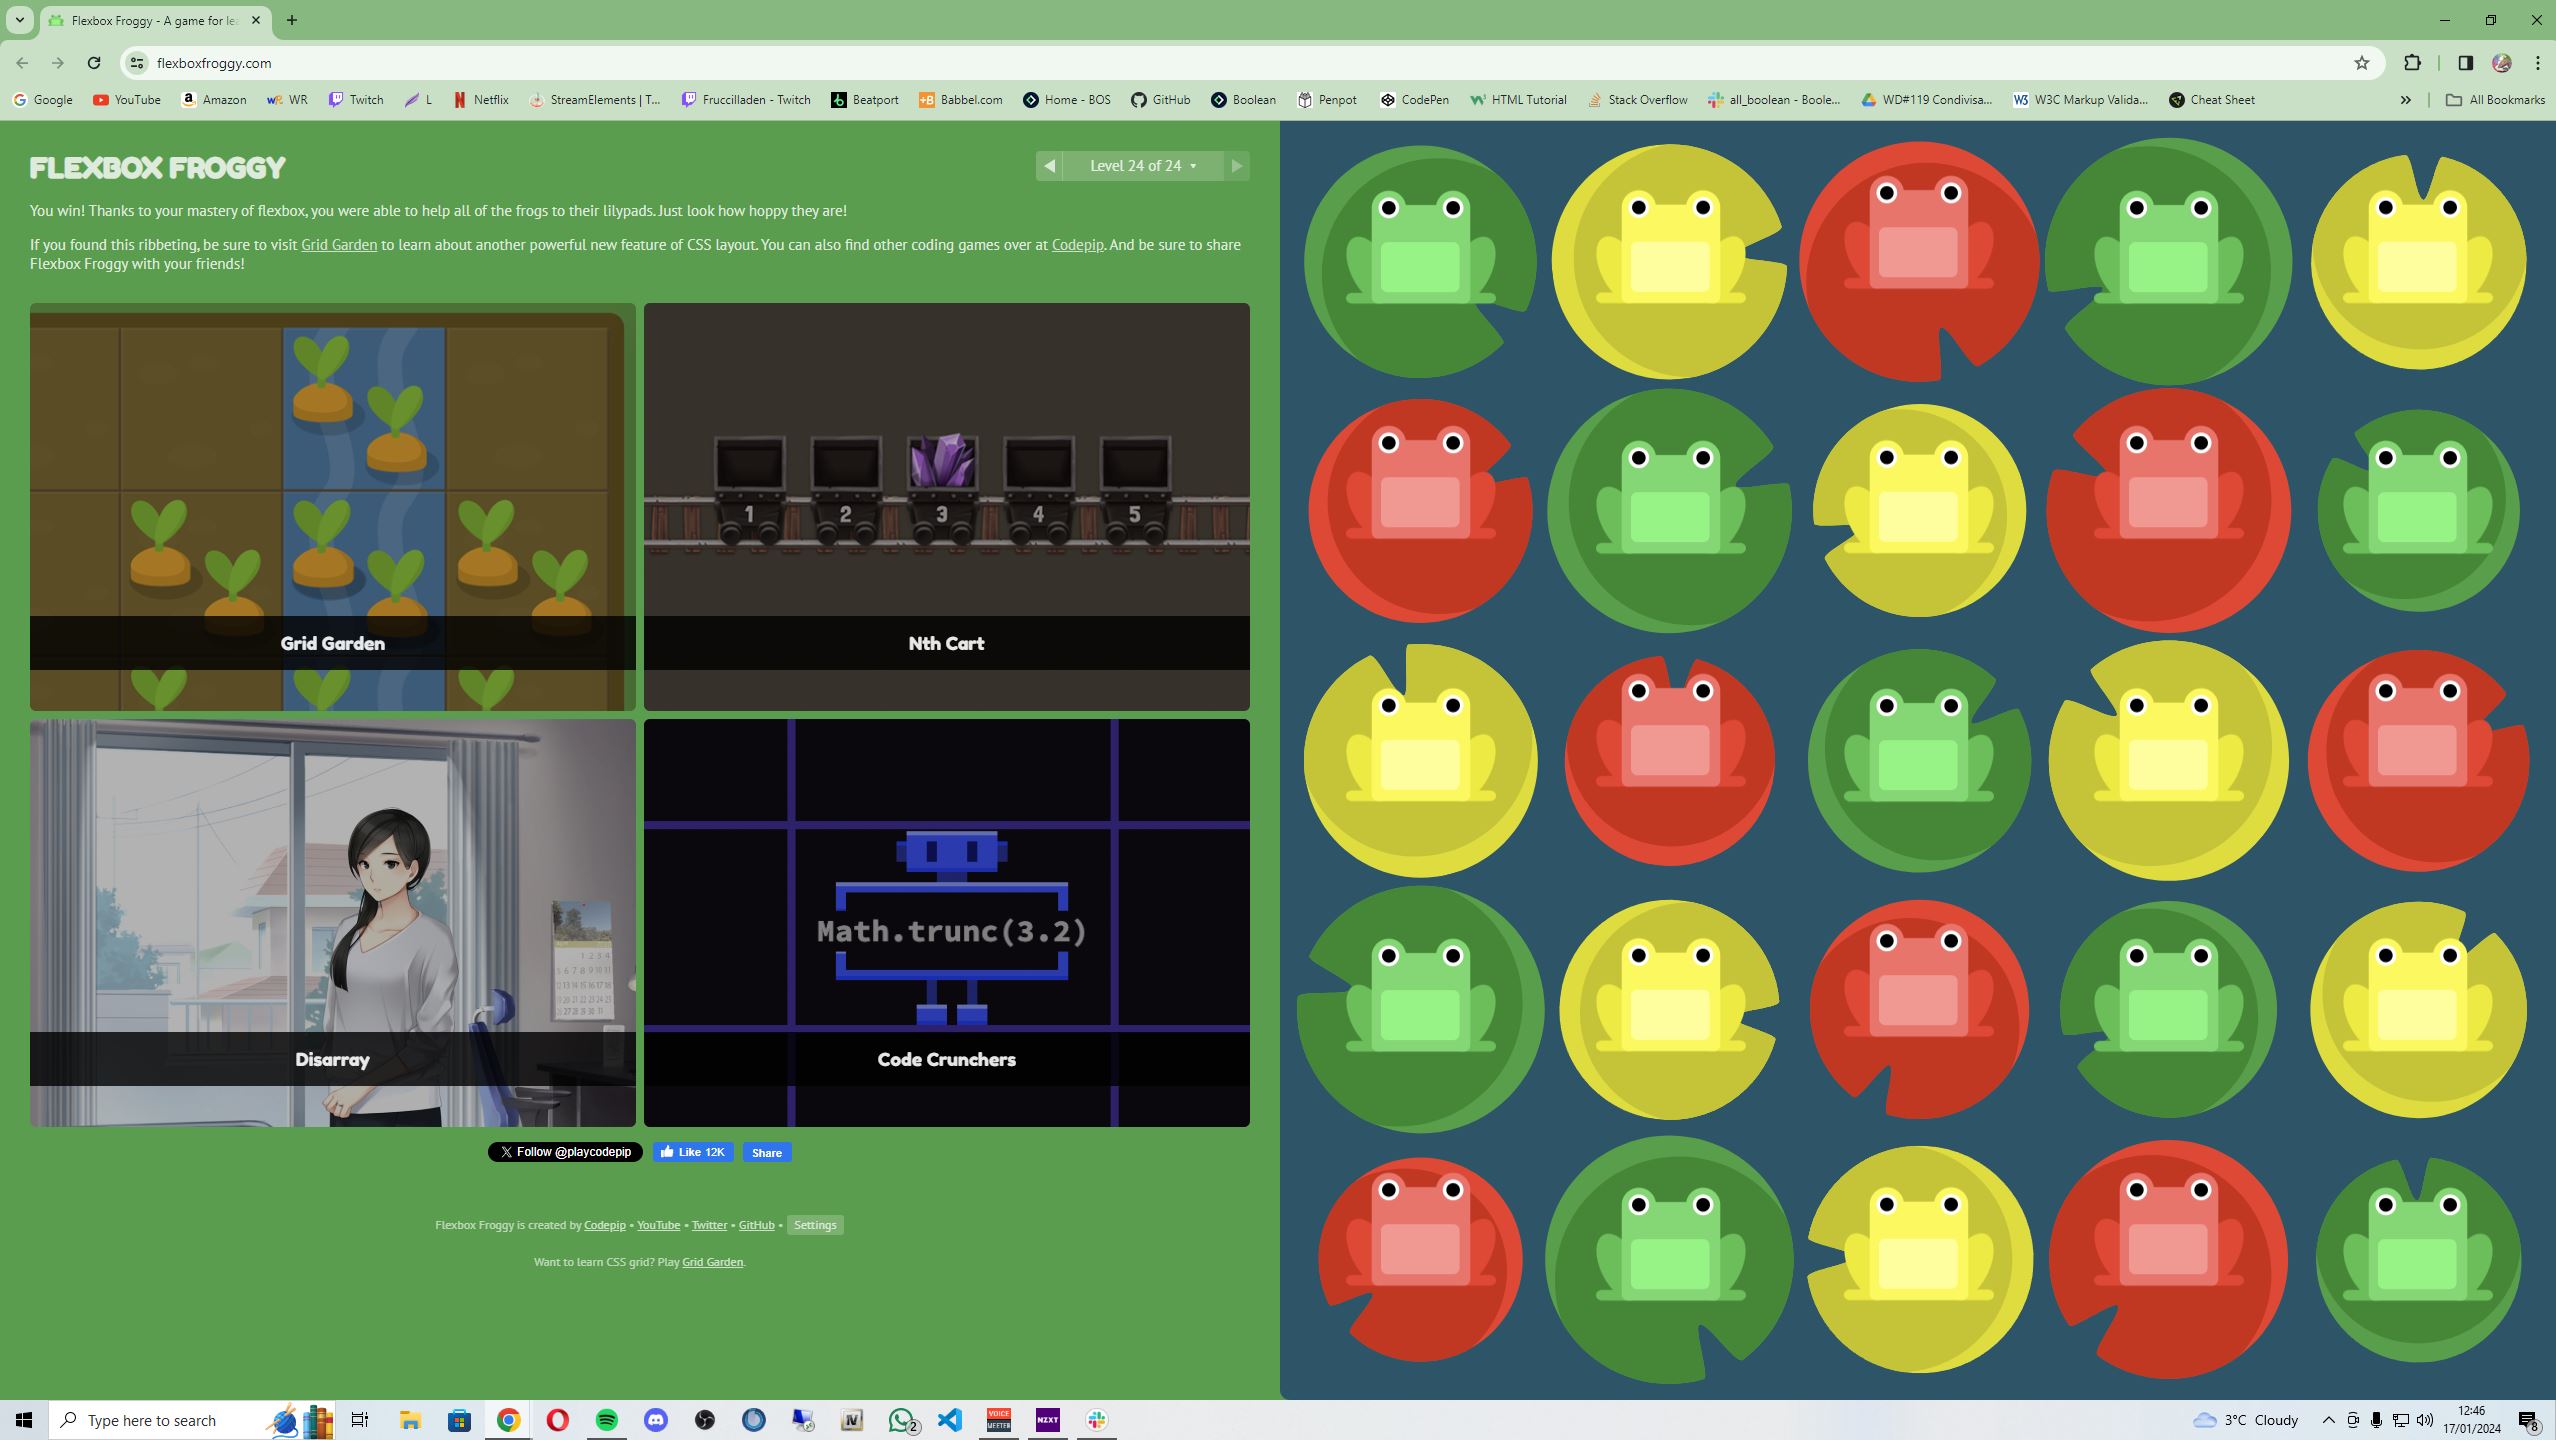 Flexbox Froggy - A game for le
flexboxfroggy.com
Google YouTube Amazon WR Twitch L Netflix StreamElements | T... Fruccilladen - Twitch Beatport Babbel.com Home - BOS GitHub Boolean Penpot CodePen HTML Tutorial Stack Overflow all_boolean - Boole... WD#119 Condivisa... W3C Markup Valida... Cheat Sheet » All Bookmarks
FLEXBOX FROGGY
Level 24 of 24
You win! Thanks to your mastery of flexbox, you were able to help all of the frogs to their lilypads. Just look how hoppy they are!
If you found this ribbeting, be sure to visit Grid Garden to learn about another powerful new feature of CSS layout. You can also find other coding games over at Codepip. And be sure to share
Flexbox Froggy with your friends!
1 2 3 4 5
Grid Garden
Nth Cart
Math.trunc(3.2)
Disarray
Code Crunchers
X Follow @playcodepip Like 12K Share
Flexbox Froggy is created by Codepip • YouTube • Twitter • GitHub • Settings
Want to learn CSS grid? Play Grid Garden.
Type here to search
IV
2
VOICE
MEETER
NZXT
3°C Cloudy
12:46
17/01/2024
8